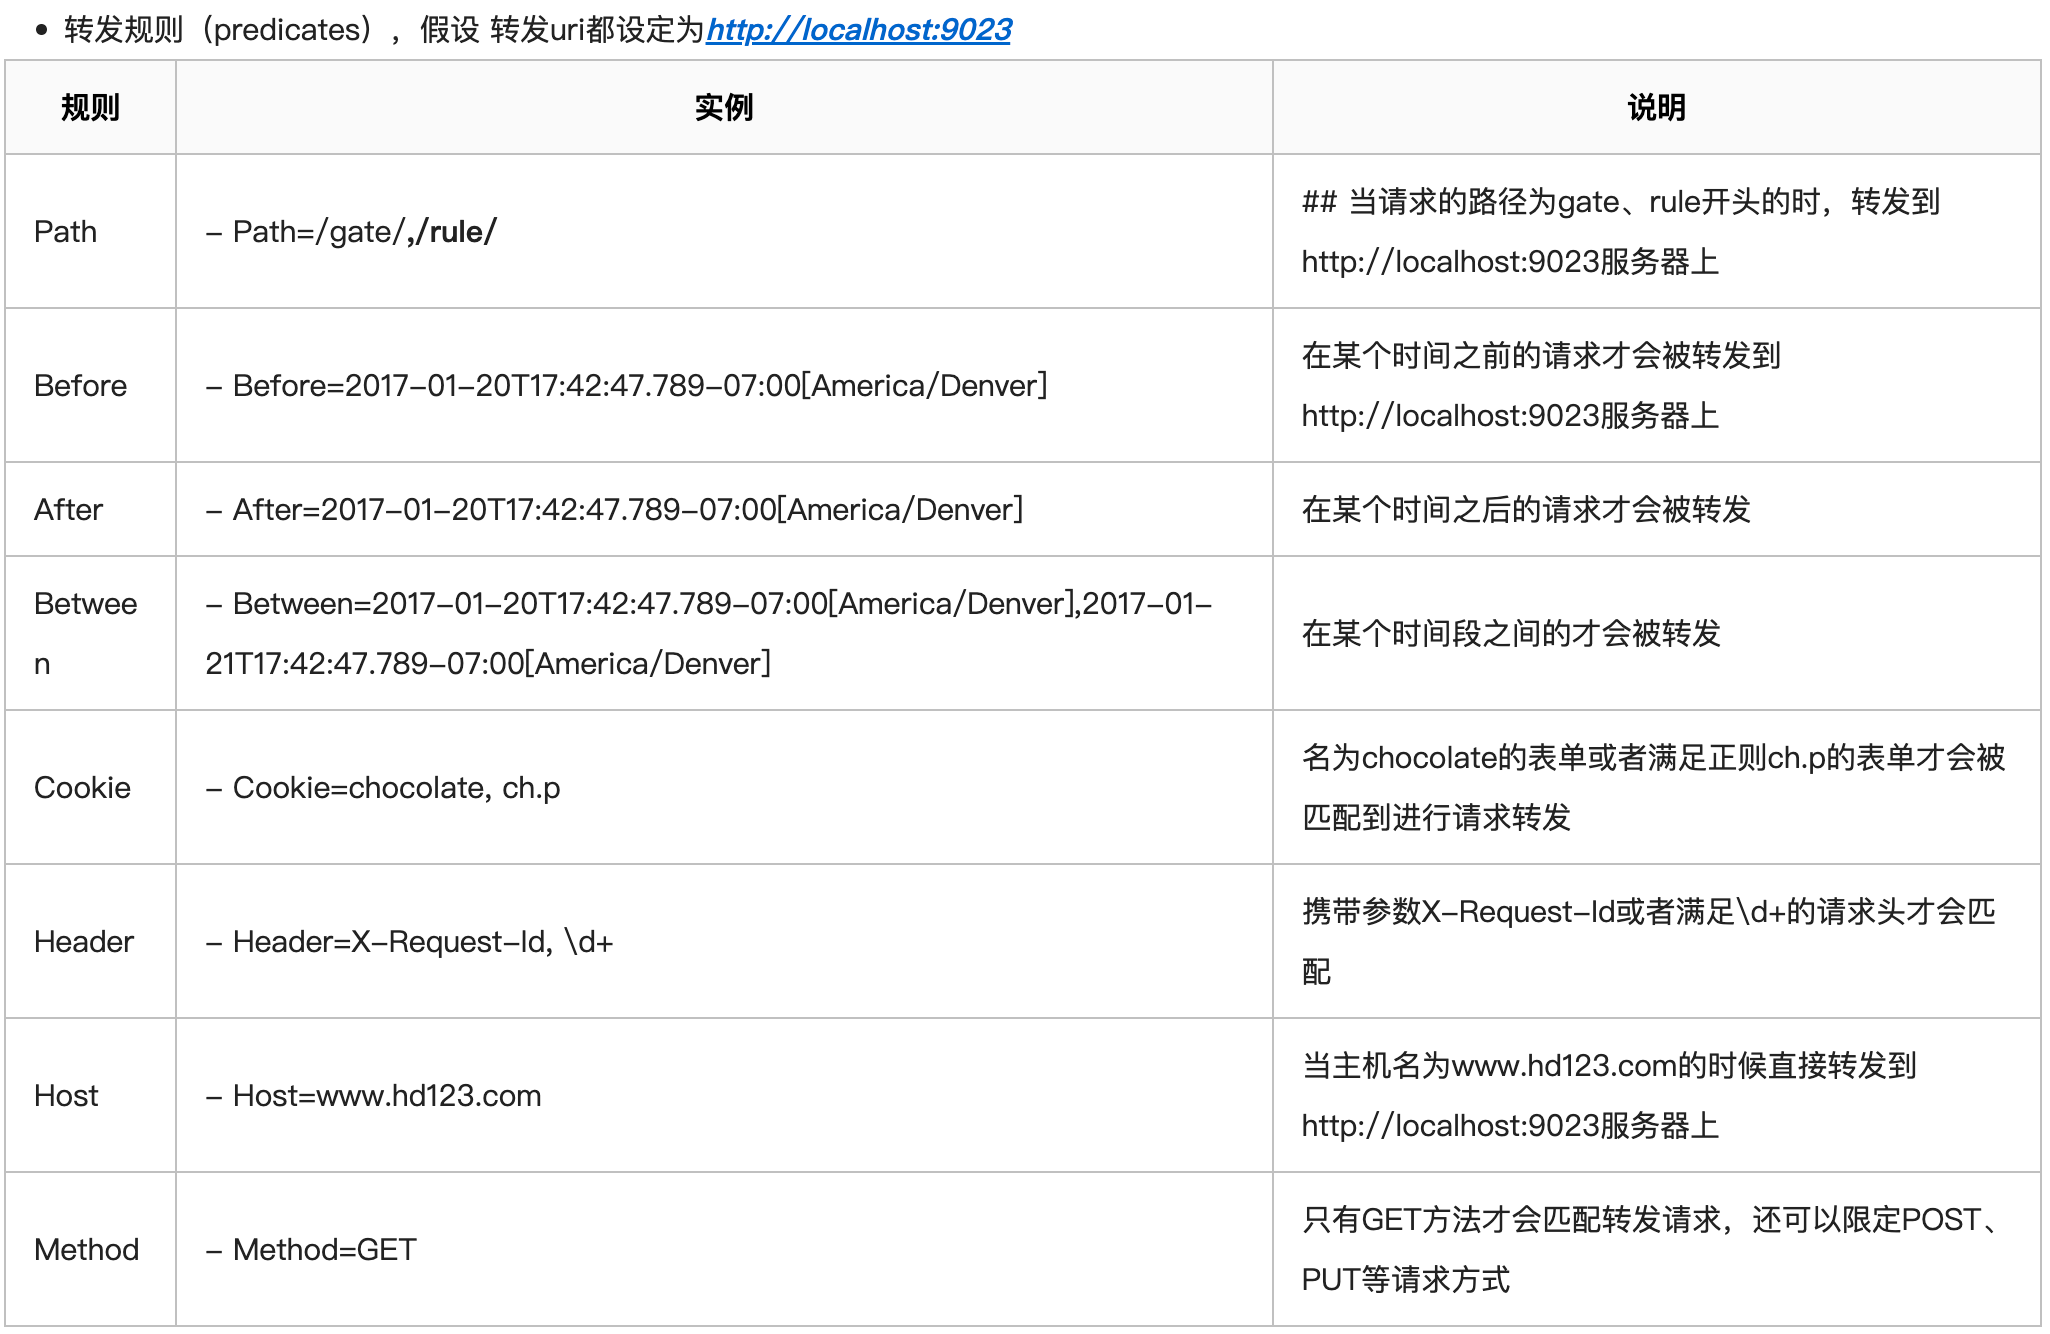 • 转发规则（predicates），假设 转发uri都设定为http://localhost:9023
规则 实例 说明
Path – Path=/gate/,/rule/ ## 当请求的路径为gate、rule开头的时，转发到
http://localhost:9023服务器上
Before – Before=2017-01-20T17:42:47.789-07:00[America/Denver] 在某个时间之前的请求才会被转发到
http://localhost:9023服务器上
After – After=2017-01-20T17:42:47.789-07:00[America/Denver] 在某个时间之后的请求才会被转发
Betwee
n
– Between=2017-01-20T17:42:47.789-07:00[America/Denver],2017-01-
21T17:42:47.789-07:00[America/Denver]
在某个时间段之间的才会被转发
Cookie – Cookie=chocolate, ch.p 名为chocolate的表单或者满足正则ch.p的表单才会被
匹配到进行请求转发
Header – Header=X-Request-Id, \d+ 携带参数X-Request-Id或者满足\d+的请求头才会匹
配
Host – Host=www.hd123.com 当主机名为www.hd123.com的时候直接转发到
http://localhost:9023服务器上
Method – Method=GET 只有GET方法才会匹配转发请求，还可以限定POST、
PUT等请求方式